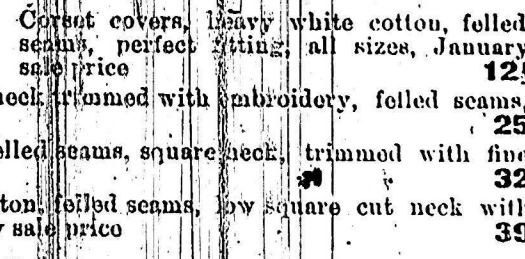 Corset covers, heavy white cotton, felled
seams, perfect fitting, all sizes, January
sale price 12½
neck trimmed with embroidery, felled seams,
25
felled seams, square neck, trimmed with fine
32
felled seams, low square cut neck with
sale price 39